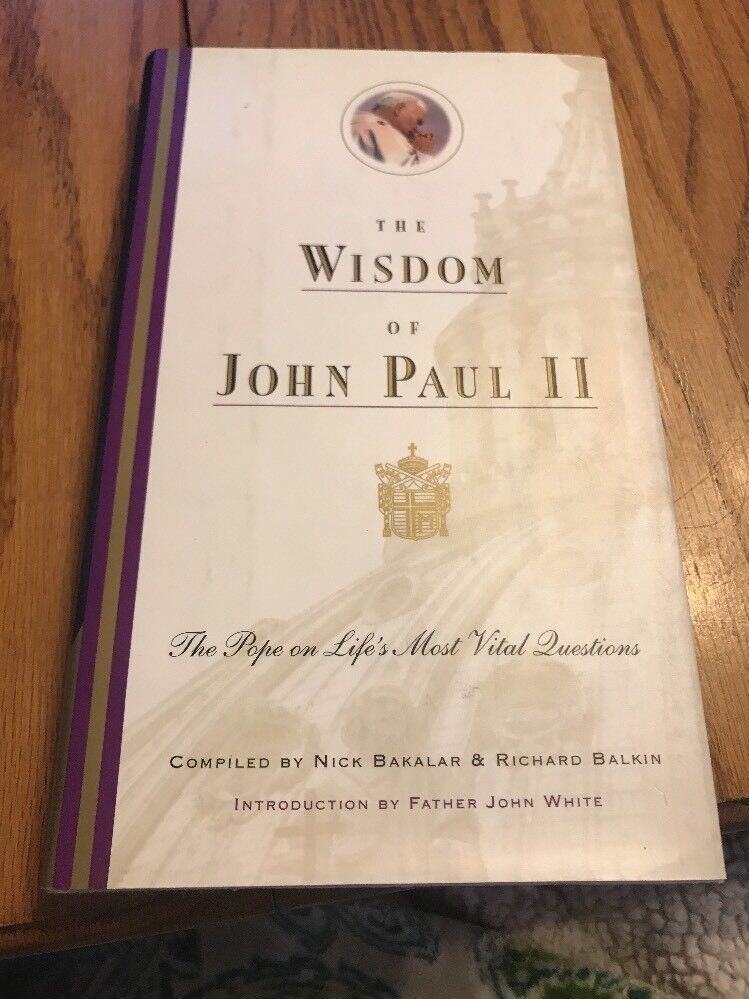 THE
WISDOM
OF
JOHN PAUL II
The Pope on Life's Most Vital Questions
COMPILED BY NICK BAKALAR & RICHARD BALKIN
INTRODUCTION BY FATHER JOHN WHITE